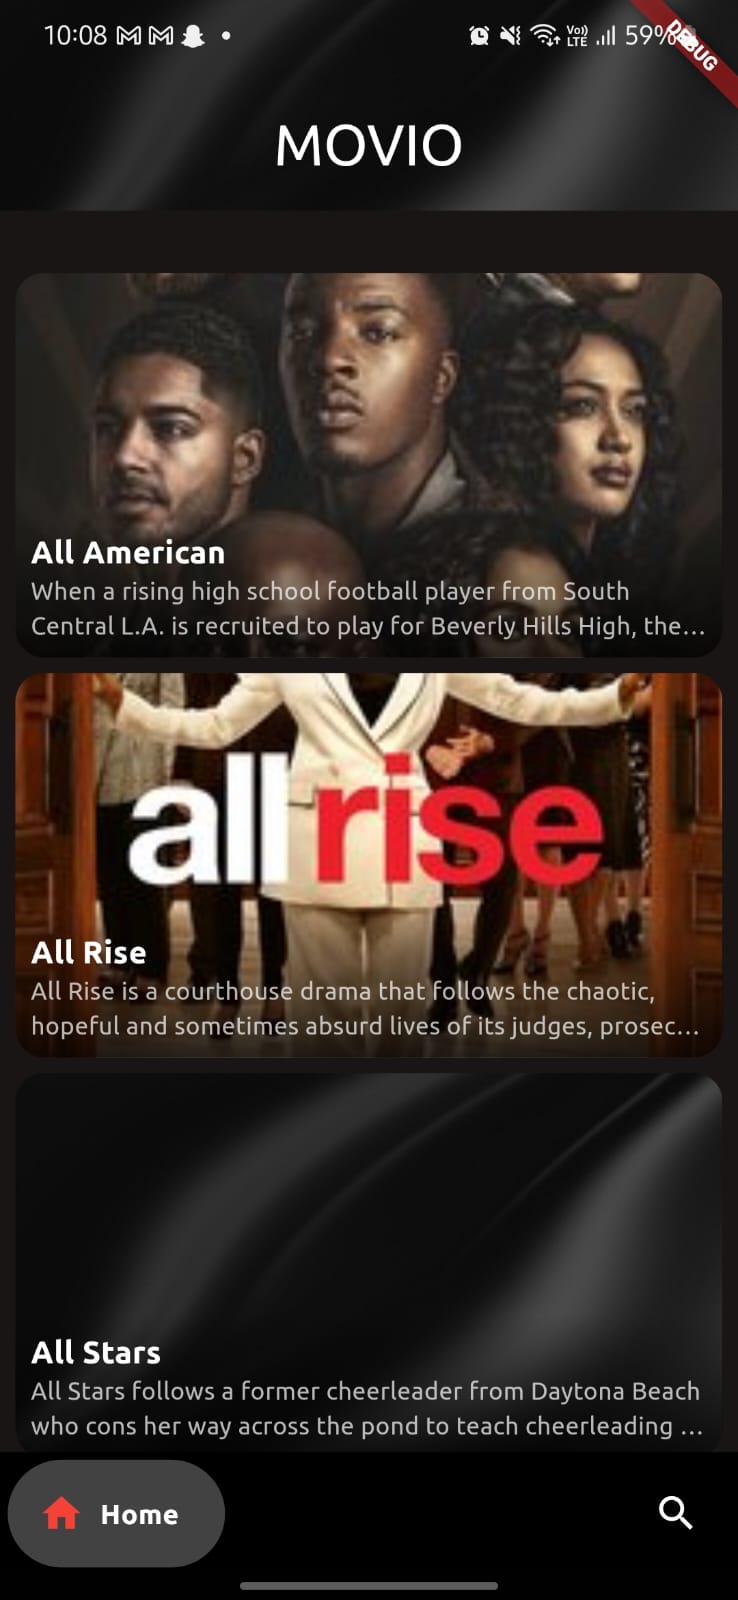 10:08
Vo))
LTE
59%
DEBUG
MOVIO
All American
When a rising high school football player from South
Central L.A. is recruited to play for Beverly Hills High, the...
allrise
All Rise
All Rise is a courthouse drama that follows the chaotic,
hopeful and sometimes absurd lives of its judges, prosec...
All Stars
All Stars follows a former cheerleader from Daytona Beach
who cons her way across the pond to teach cheerleading ...
Home